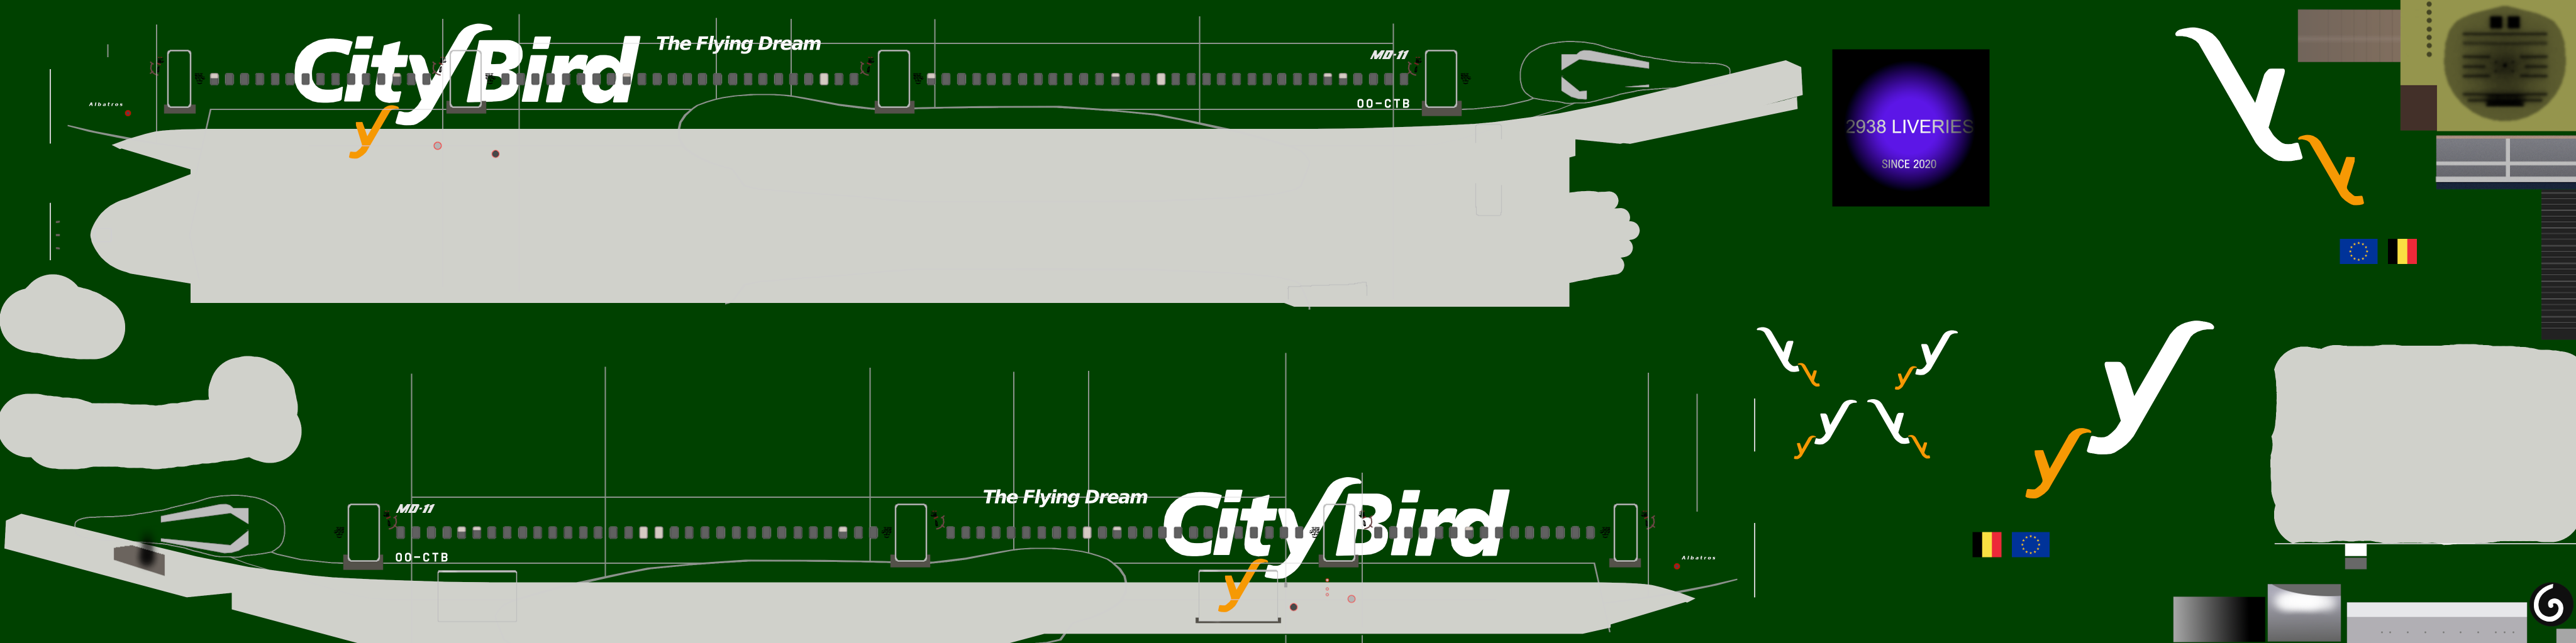 CityBird
The Flying Dream
MD-11
Albatros
OO-CTB
y
2938 LIVERIES
SINCE 2020
y
y
y
y
y
y
The Flying Dream
CityBird
MD-11
OO-CTB
Albatros
y